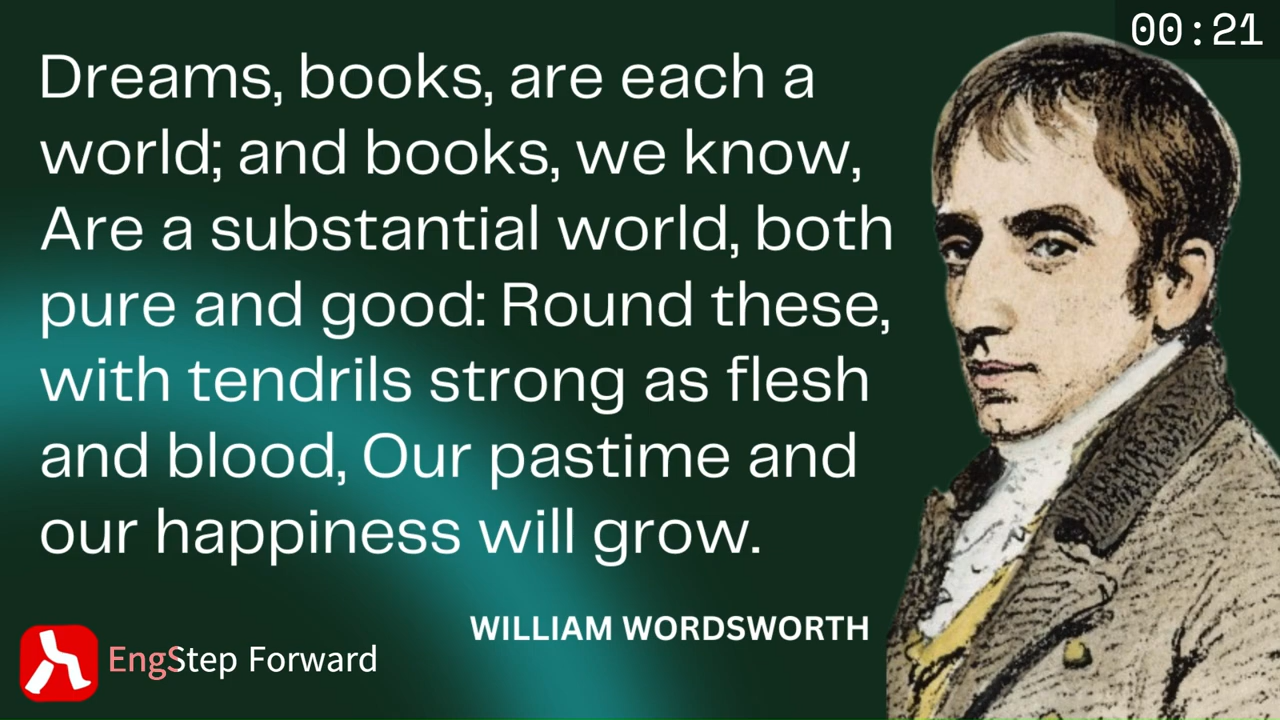 00:21
Dreams, books, are each a
world; and books, we know,
Are a substantial world, both
pure and good: Round these,
with tendrils strong as flesh
and blood, Our pastime and
our happiness will grow.
WILLIAM WORDSWORTH
EngStep Forward